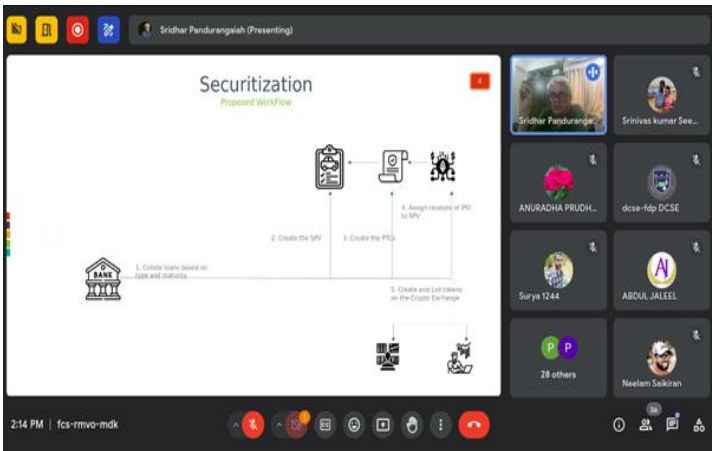 Sridhar Pandurangaiah (Presenting)
Securitization
Proposed WorkFlow
4
4. Assign receipts of IPO
to SPV
2. Create the SPV
3. Create the PTCs
BANK
1. Collate loans based on
type and maturity
5. Create and List tokens
on the Crypto Exchange
Sridhar Panduranga...
Srinivas kumar See...
ANURADHA PRUDH...
dcse-fdp DCSE
Surya 1244
AJ
ABDUL JALEEL
P P
28 others
Neelam Saikiran
2:14 PM | fcs-rmvo-mdk
36